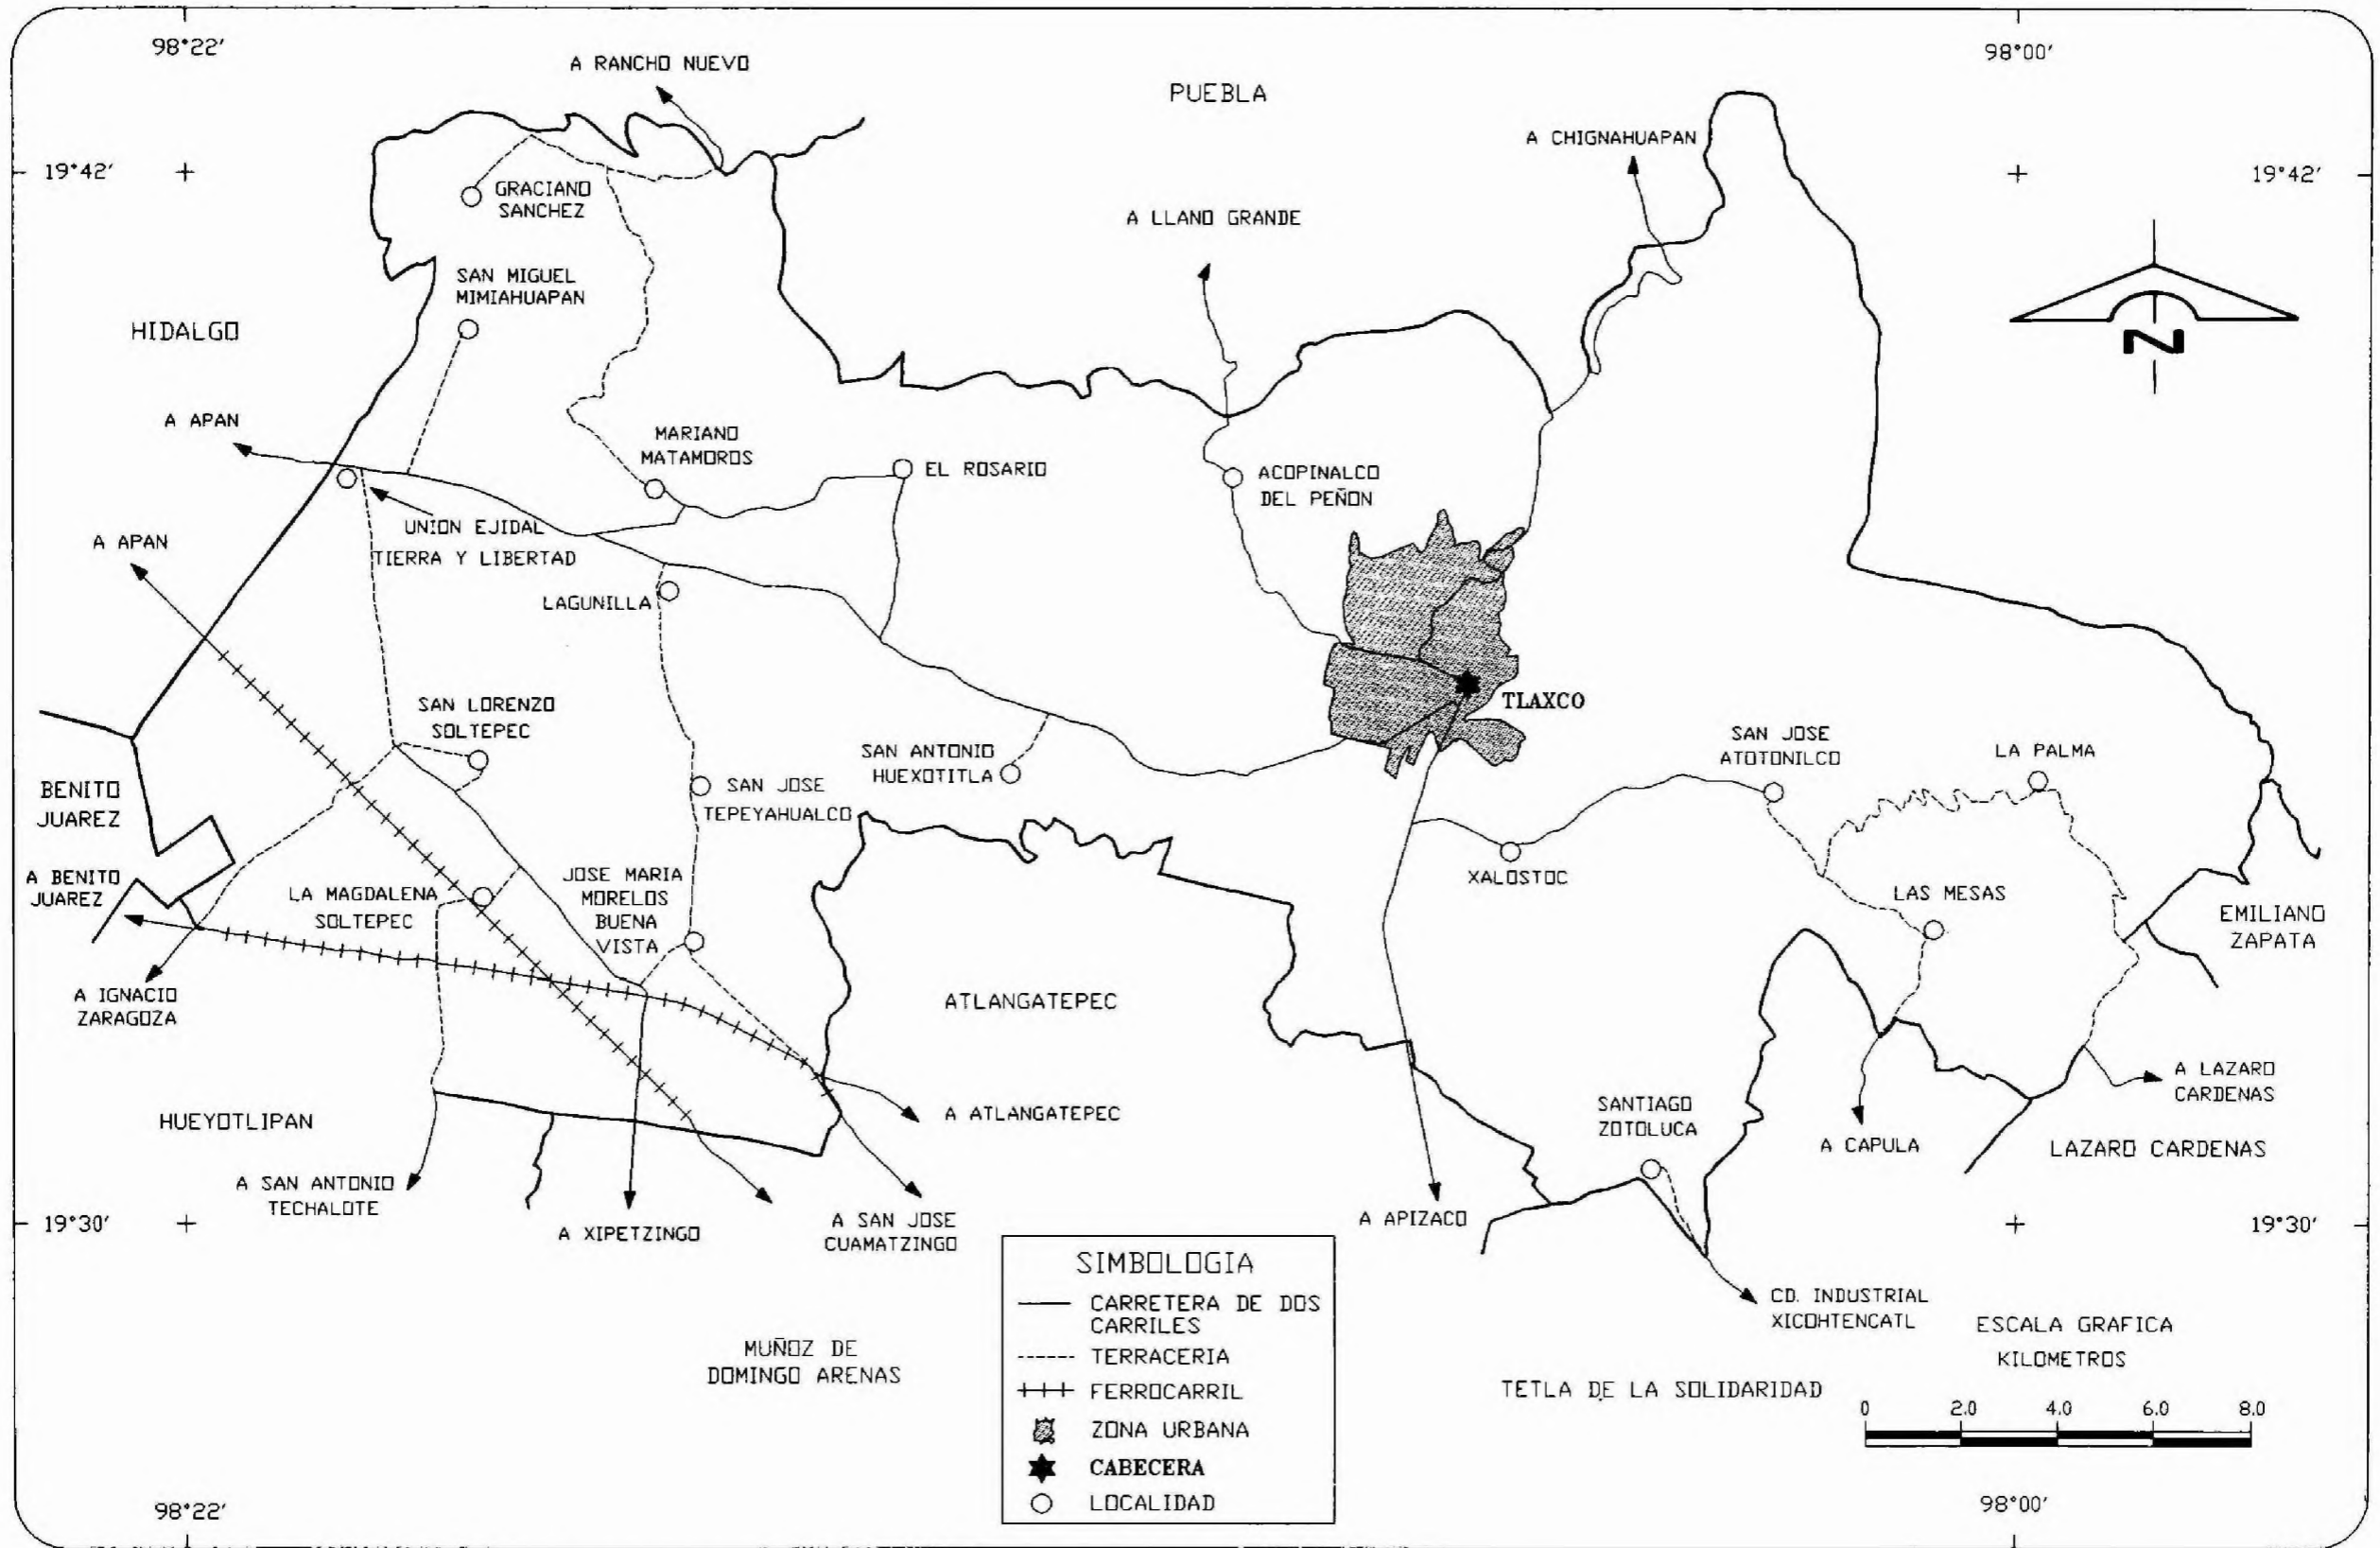 98°22'
98°00'
A RANCHO NUEVO
PUEBLA
A CHIGNAHUAPAN
19°42'
19°42'
GRACIANO
SANCHEZ
A LLANO GRANDE
SAN MIGUEL
MIMIAHUAPAN
HIDALGO
N
A APAN
MARIANO
MATAMOROS
EL ROSARIO
ACOPINALCO
DEL PEÑON
UNION EJIDAL
TIERRA Y LIBERTAD
A APAN
LAGUNILLA
TLAXCO
SAN LORENZO
SOLTEPEC
SAN ANTONIO
HUEXOTITLA
SAN JOSE
ATOTONILCO
LA PALMA
BENITO
JUAREZ
SAN JOSE
TEPEYAHUALCO
A BENITO
JUAREZ
LA MAGDALENA
SOLTEPEC
JOSE MARIA
MORELOS
BUENA
VISTA
XALOSTOC
LAS MESAS
EMILIANO
ZAPATA
A IGNACIO
ZARAGOZA
ATLANGATEPEC
A LAZARO
CARDENAS
HUEYOTLIPAN
A ATLANGATEPEC
SANTIAGO
ZOTOLUCA
A CAPULA
LAZARO CARDENAS
A SAN ANTONIO
TECHALOTE
A XIPETZINGO
A SAN JOSE
CUAMATZINGO
A APIZACO
19°30'
19°30'
SIMBOLOGIA
CARRETERA DE DOS
CARRILES
TERRACERIA
FERROCARRIL
ZONA URBANA
CABECERA
LOCALIDAD
CD. INDUSTRIAL
XICOHTENCATL
MUÑOZ DE
DOMINGO ARENAS
TETLA DE LA SOLIDARIDAD
ESCALA GRAFICA
KILOMETROS
0 2.0 4.0 6.0 8.0
98°22'
98°00'